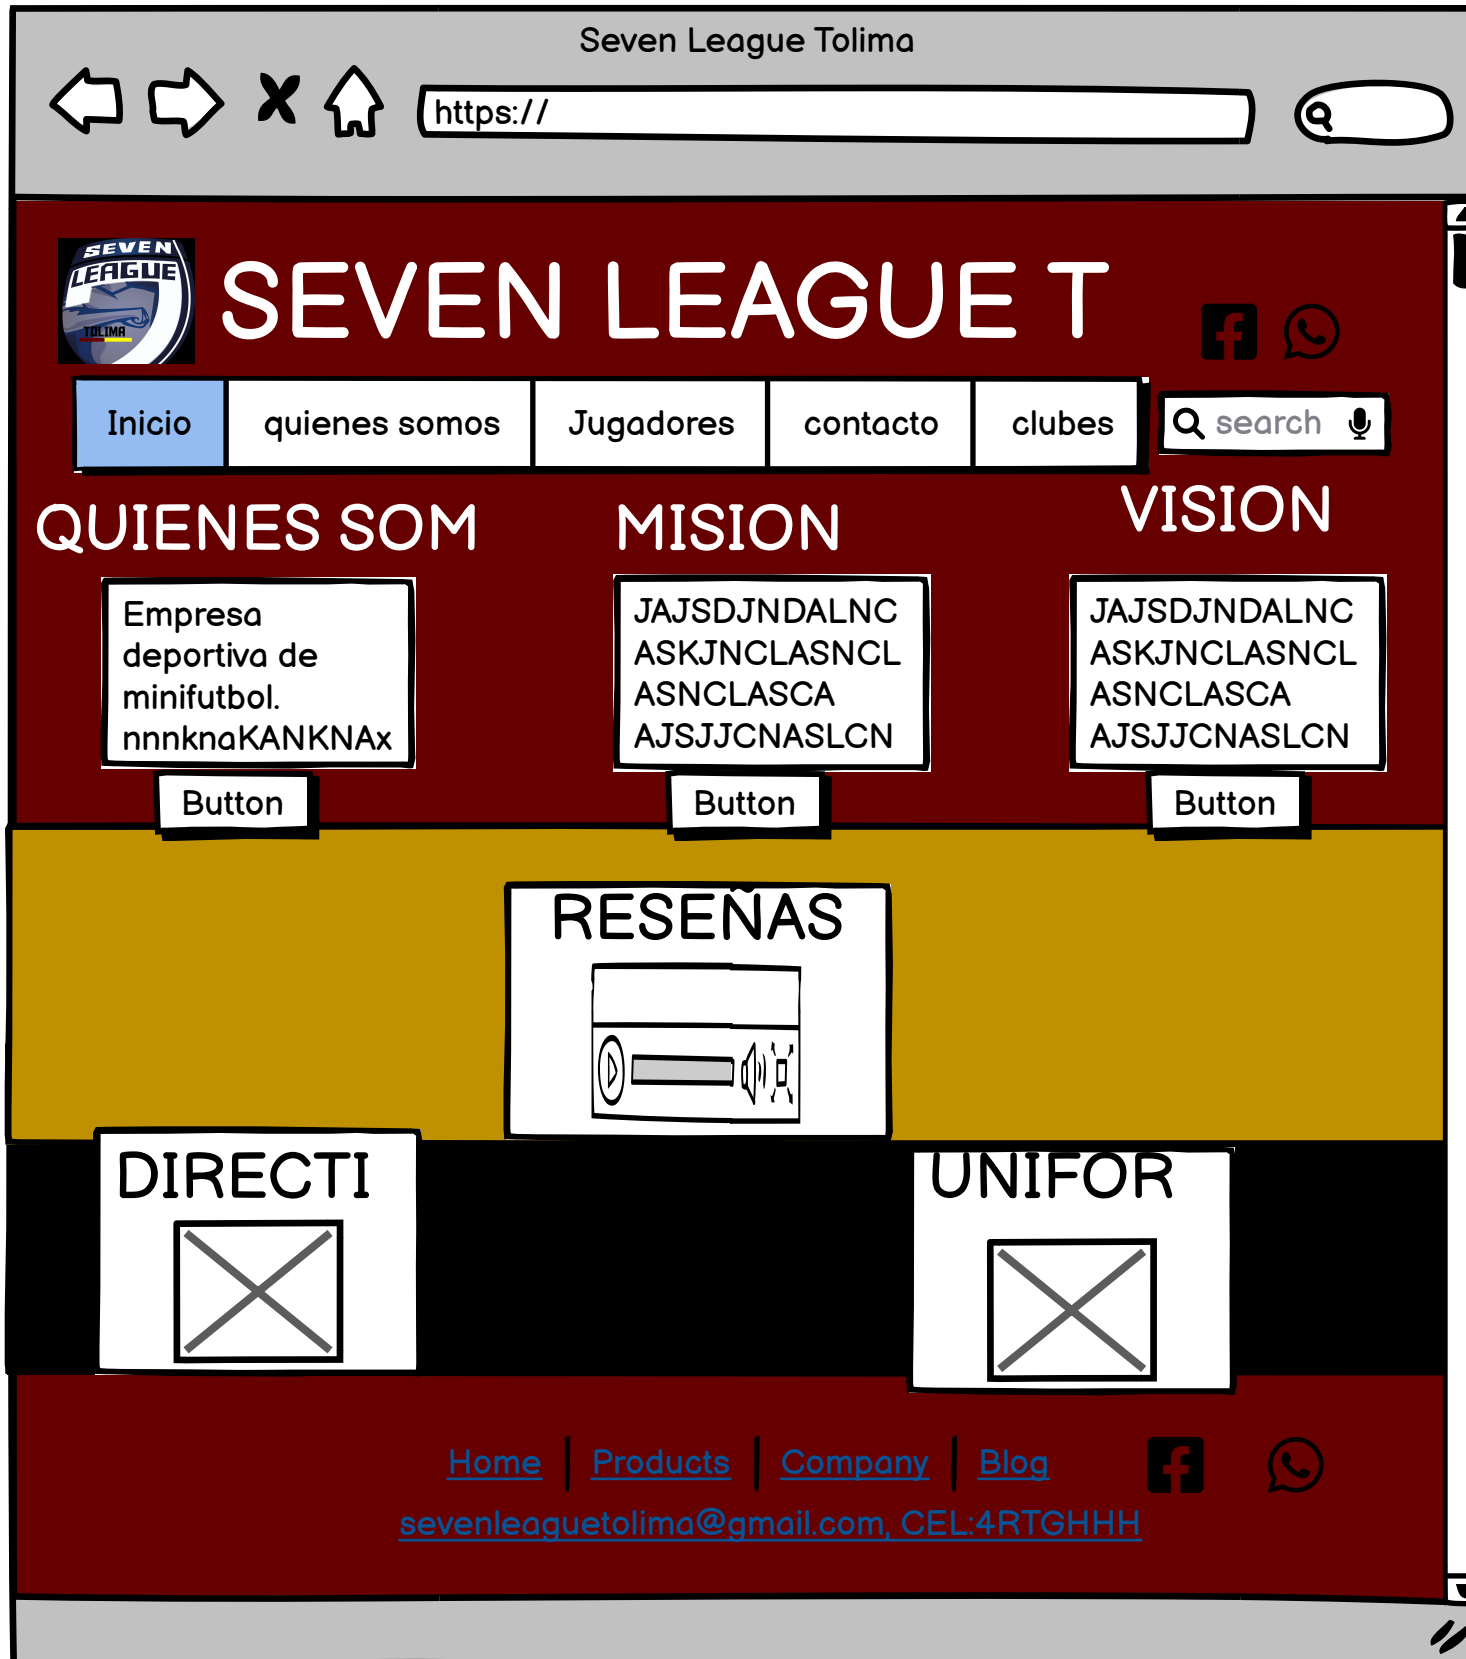 Seven League Tolima
https://
SEVEN
LEAGUE
TOLIMA
SEVEN LEAGUE T
Inicio quienes somos Jugadores contacto clubes search
QUIENES SOM MISION VISION
Empresa
deportiva de
minifutbol.
nnnknaKANKNAx
JAJSDJNDALNC
ASKJNCLASNCL
ASNCLASCA
AJSJJCNASLCN
JAJSDJNDALNC
ASKJNCLASNCL
ASNCLASCA
AJSJJCNASLCN
Button Button Button
RESEÑAS
DIRECTI UNIFOR
Home Products Company Blog
sevenleaguetolima@gmail.com, CEL:4RTGHHH